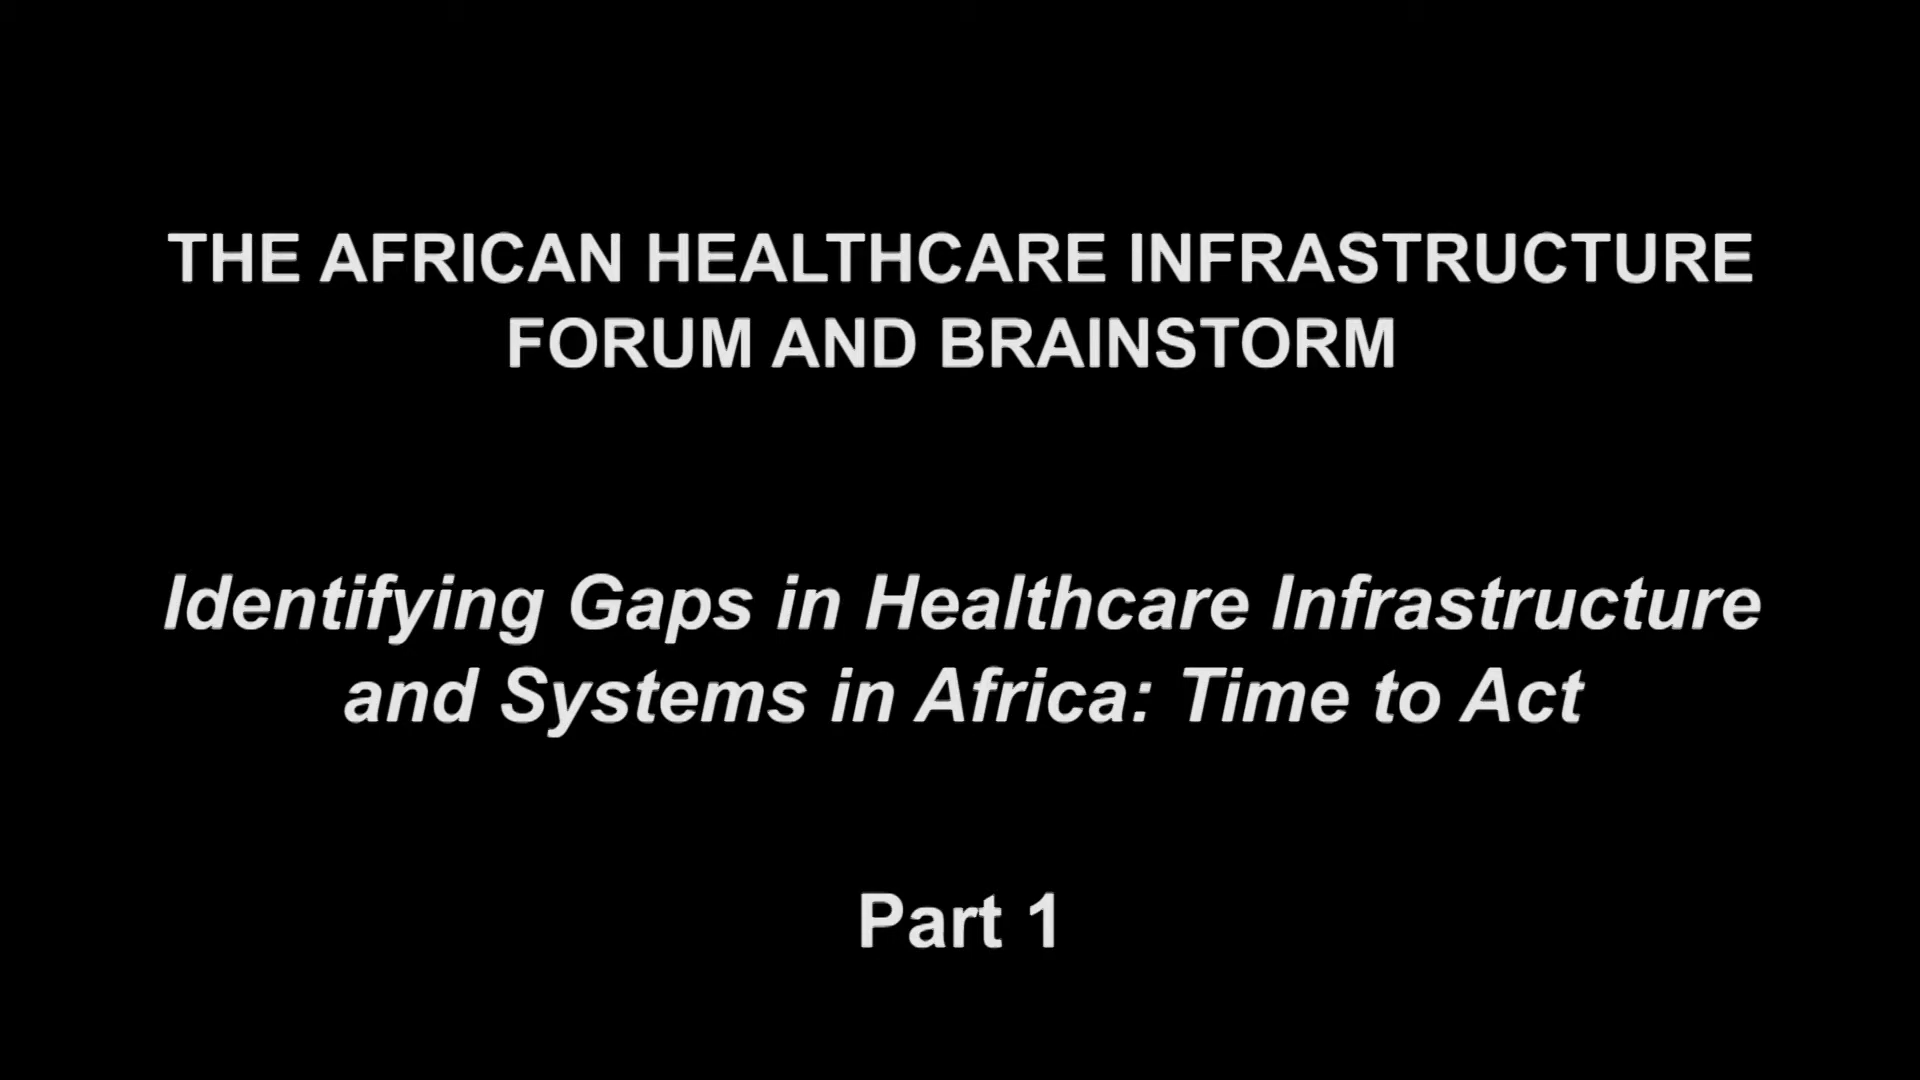 THE AFRICAN HEALTHCARE INFRASTRUCTURE
FORUM AND BRAINSTORM
Identifying Gaps in Healthcare Infrastructure
and Systems in Africa: Time to Act
Part 1